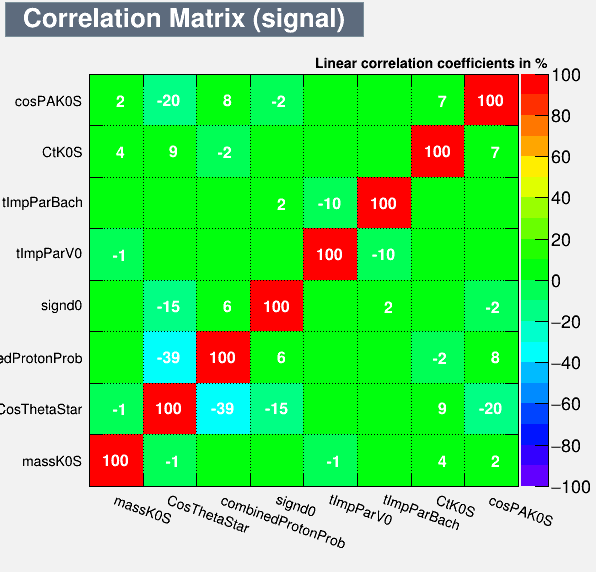 Correlation Matrix (signal)
Linear correlation coefficients in %
cosPAK0S 2 -20 8 -2 7 100
CtK0S 4 9 -2 100 7
tImpParBach 2 -10 100
tImpParV0 -1 100 -10
signd0 -15 6 100 2 -2
edProtonProb -39 100 6 -2 8
CosThetaStar -1 100 -39 -15 9 -20
massK0S 100 -1 -1 4 2
massK0S CosThetaStar combinedProtonProb signd0 tImpParV0 tImpParBach CtK0S cosPAK0S
100
80
60
40
20
0
−20
−40
−60
−80
−100